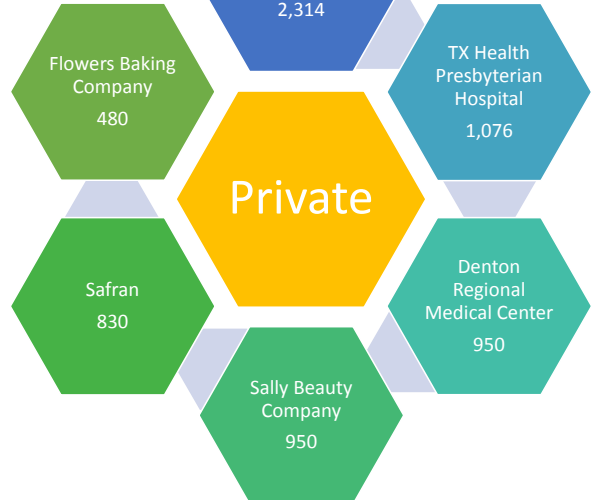 2,314
TX Health
Presbyterian
Hospital
1,076
Denton
Regional
Medical Center
950
Sally Beauty
Company
950
Safran
830
Flowers Baking
Company
480
Private